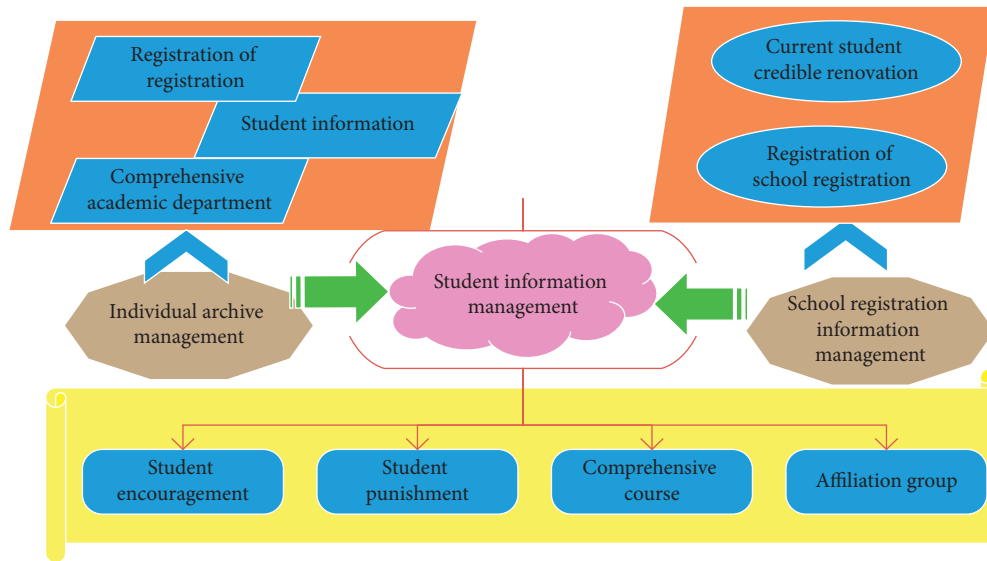 Registration of
registration
Student information
Comprehensive
academic department
Current student
credible renovation
Registration of
school registration
Individual archive
management
Student information
management
School registration
information
management
Student
encouragement
Student
punishment
Comprehensive
course
Affiliation group